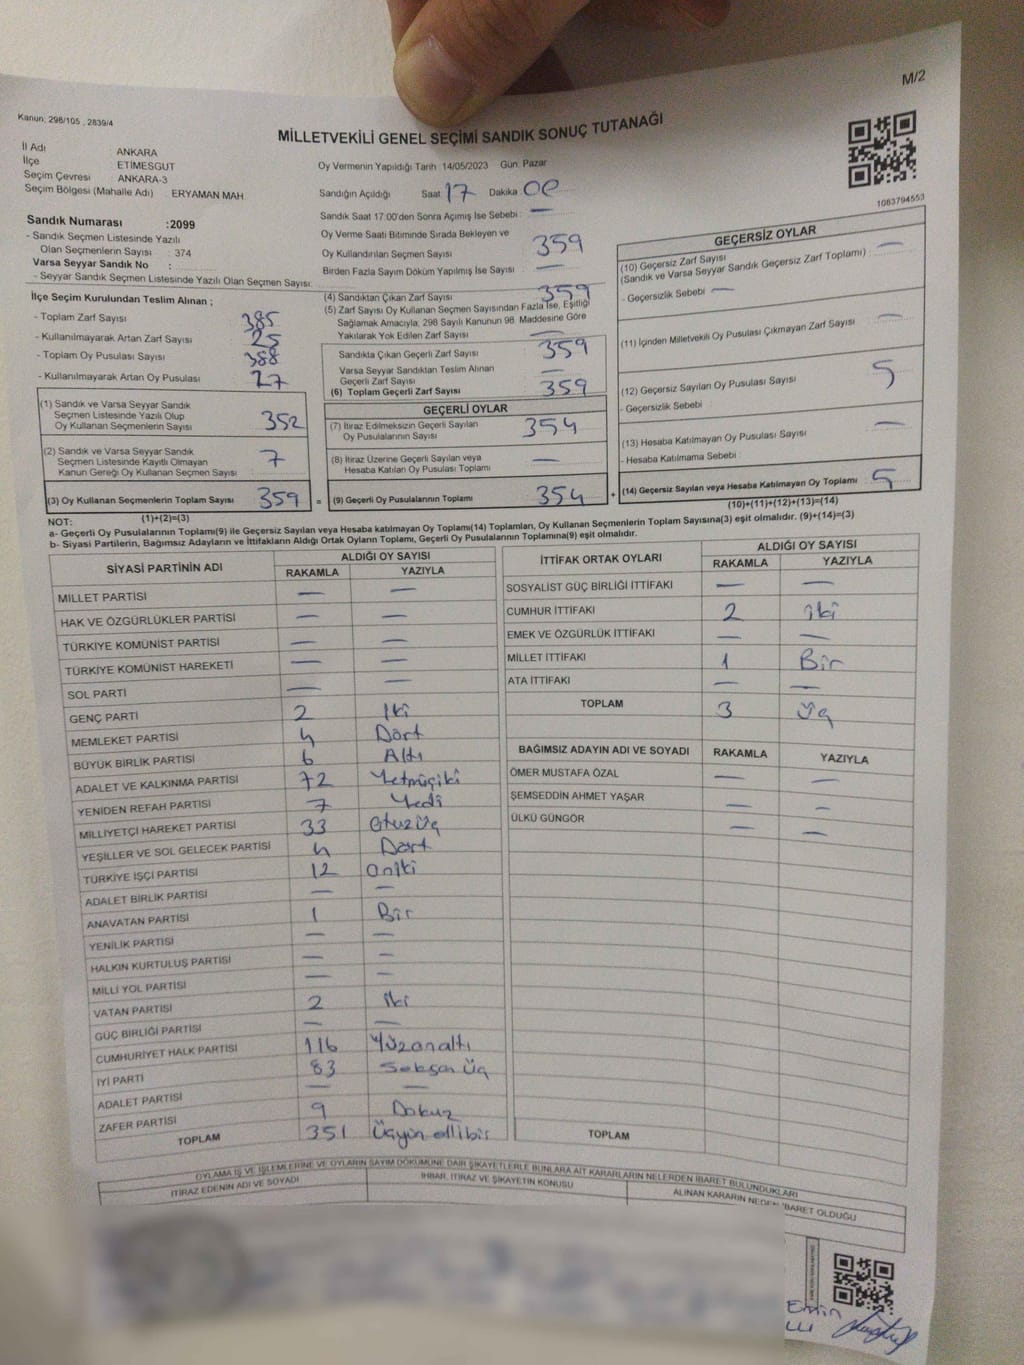 M/2
Kanun: 298/105 , 2839/4
MİLLETVEKİLİ GENEL SEÇİMİ SANDIK SONUÇ TUTANAĞI
İl Adı ANKARA
İlçe ETİMESGUT
Seçim Çevresi ANKARA-3
Seçim Bölgesi (Mahalle Adı) ERYAMAN MAH
Sandık Numarası :2099
- Sandık Seçmen Listesinde Yazılı
Olan Seçmenlerin Sayısı : 374
Varsa Seyyar Sandık No :
- Seyyar Sandık Seçmen Listesinde Yazılı Olan Seçmen Sayısı:
Oy Vermenin Yapıldığı Tarih 14/05/2023 Gün: Pazar
Sandığın Açıldığı Saat 17 Dakika 00
Sandık Saat 17:00'den Sonra Açımış İse Sebebi : —
Oy Verme Saati Bitiminde Sırada Bekleyen ve
Oy Kullandırılan Seçmen Sayısı 359
Birden Fazla Sayım Döküm Yapılmış İse Sayısı : —
1083794553
İlçe Seçim Kurulundan Teslim Alınan ;
- Toplam Zarf Sayısı 385
- Kullanılmayarak Artan Zarf Sayısı 25
- Toplam Oy Pusulası Sayısı 388
- Kullanılmayarak Artan Oy Pusulası 27
(1) Sandık ve Varsa Seyyar Sandık
Seçmen Listesinde Yazılı Olup
Oy Kullanan Seçmenlerin Sayısı 352
(2) Sandık ve Varsa Seyyar Sandık
Seçmen Listesinde Kayıtlı Olmayan
Kanun Gereği Oy Kullanan Seçmen Sayısı 7
(3) Oy Kullanan Seçmenlerin Toplam Sayısı 359 =
(1)+(2)=(3)
(4) Sandıktan Çıkan Zarf Sayısı 359
(5) Zarf Sayısı Oy Kullanan Seçmen Sayısından Fazla İse, Eşitliği
Sağlamak Amacıyla, 298 Sayılı Kanunun 98. Maddesine Göre
Yakılarak Yok Edilen Zarf Sayısı —
Sandıkta Çıkan Geçerli Zarf Sayısı 359
Varsa Seyyar Sandıktan Teslim Alınan
Geçerli Zarf Sayısı —
(6) Toplam Geçerli Zarf Sayısı 359
GEÇERLİ OYLAR
(7) İtiraz Edilmeksizin Geçerli Sayılan
Oy Pusulalarının Sayısı 354
(8) İtiraz Üzerine Geçerli Sayılan veya
Hesaba Katılan Oy Pusulası Toplamı —
(9) Geçerli Oy Pusulalarının Toplamı 354 +
GEÇERSİZ OYLAR
(10) Geçersiz Zarf Sayısı —
(Sandık ve Varsa Seyyar Sandık Geçersiz Zarf Toplamı) :
- Geçersizlik Sebebi —
(11) İçinden Milletvekili Oy Pusulası Çıkmayan Zarf Sayısı —
(12) Geçersiz Sayılan Oy Pusulası Sayısı 5
- Geçersizlik Sebebi
(13) Hesaba Katılmayan Oy Pusulası Sayısı —
- Hesaba Katılmama Sebebi
(14) Geçersiz Sayılan veya Hesaba Katılmayan Oy Toplamı 5
(10)+(11)+(12)+(13)=(14)
NOT:
a- Geçerli Oy Pusulalarının Toplamı(9) ile Geçersiz Sayılan veya Hesaba katılmayan Oy Toplamı(14) Toplamları, Oy Kullanan Seçmenlerin Toplam Sayısına(3) eşit olmalıdır. (9)+(14)=(3)
b- Siyasi Partilerin, Bağımsız Adayların ve İttifakların Aldığı Ortak Oyların Toplamı, Geçerli Oy Pusulalarının Toplamına(9) eşit olmalıdır.
SİYASİ PARTİNİN ADI ALDIĞI OY SAYISI
RAKAMLA YAZIYLA
MİLLET PARTİSİ — —
HAK VE ÖZGÜRLÜKLER PARTİSİ — —
TÜRKİYE KOMÜNİST PARTİSİ — —
TÜRKİYE KOMÜNİST HAREKETİ — —
SOL PARTİ — —
GENÇ PARTİ 2 İki
MEMLEKET PARTİSİ 4 Dört
BÜYÜK BİRLİK PARTİSİ 6 Altı
ADALET VE KALKINMA PARTİSİ 72 Yetmişiki
YENİDEN REFAH PARTİSİ 7 Yedi
MİLLİYETÇİ HAREKET PARTİSİ 33 Otuzüç
YEŞİLLER VE SOL GELECEK PARTİSİ 4 Dört
TÜRKİYE İŞÇİ PARTİSİ 12 Oniki
ADALET BİRLİK PARTİSİ — —
ANAVATAN PARTİSİ 1 Bir
YENİLİK PARTİSİ — —
HALKIN KURTULUŞ PARTİSİ — —
MİLLİ YOL PARTİSİ — —
VATAN PARTİSİ 2 iki
GÜÇ BİRLİĞİ PARTİSİ — —
CUMHURİYET HALK PARTİSİ 116 Yüzonaltı
İYİ PARTİ 83 Seksen Üç
ADALET PARTİSİ — —
ZAFER PARTİSİ 9 Dokuz
TOPLAM 351 Üçyün ellibir
İTTİFAK ORTAK OYLARI ALDIĞI OY SAYISI
RAKAMLA YAZIYLA
SOSYALİST GÜÇ BİRLİĞİ İTTİFAKI — —
CUMHUR İTTİFAKI 2 iki
EMEK VE ÖZGÜRLÜK İTTİFAKI — —
MİLLET İTTİFAKI 1 Bir
ATA İTTİFAKI — —
TOPLAM 3 Üç
BAĞIMSIZ ADAYIN ADI VE SOYADI RAKAMLA YAZIYLA
ÖMER MUSTAFA ÖZAL — —
ŞEMSEDDİN AHMET YAŞAR — —
ÜLKÜ GÜNGÖR — —
TOPLAM
OYLAMA İŞ VE İŞLEMLERİNE VE OYLARIN SAYIM DÖKÜMÜNE DAİR ŞİKAYETLERLE BUNLARA AİT KARARLARIN NELERDEN İBARET BULUNDUKLARI
İTİRAZ EDENİN ADI VE SOYADI İHBAR, İTİRAZ VE ŞİKAYETİN KONUSU ALINAN KARARIN NEDEN İBARET OLDUĞU
Emin